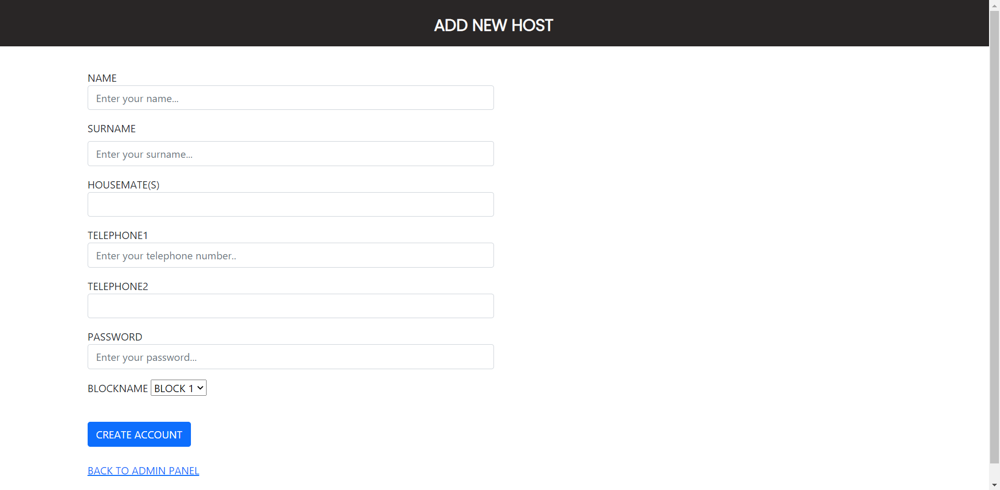 ADD NEW HOST
NAME
Enter your name...
SURNAME
Enter your surname...
HOUSEMATE(S)
TELEPHONE1
Enter your telephone number..
TELEPHONE2
PASSWORD
Enter your password...
BLOCKNAME BLOCK 1
CREATE ACCOUNT
BACK TO ADMIN PANEL